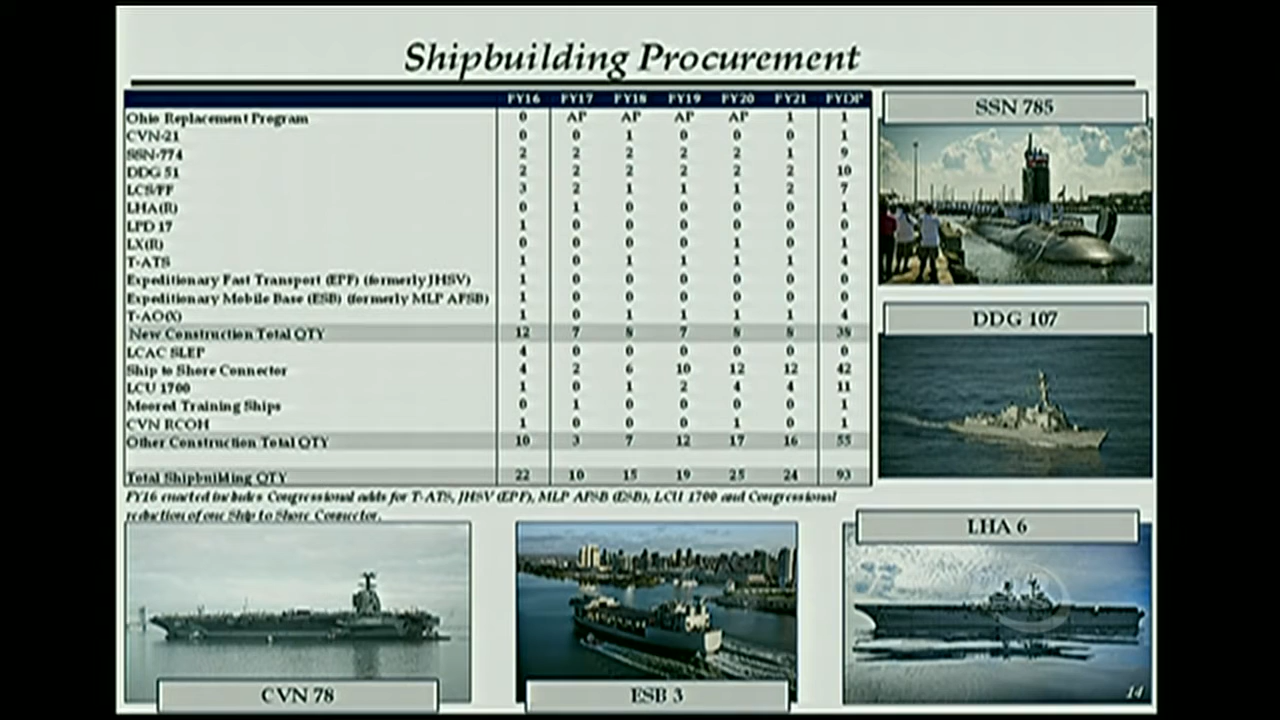 Shipbuilding Procurement
FY16 FY17 FY18 FY19 FY20 FY21 FYDP
Ohio Replacement Program 0 AP AP AP AP 1 1
CVN-21 0 0 1 0 0 0 1
SSN-774 2 2 2 2 2 1 9
DDG 51 2 2 2 2 2 2 10
LCS/FF 3 2 1 1 1 2 7
LHA(R) 0 1 0 0 0 0 1
LPD 17 1 0 0 0 0 0 0
LX(R) 0 0 0 0 1 0 1
T-ATS 1 0 1 1 1 1 4
Expeditionary Fast Transport (EPF) (formerly JHSV) 1 0 0 0 0 0 0
Expeditionary Mobile Base (ESB) (formerly MLP AFSB) 1 0 0 0 0 0 0
T-AO(X) 1 0 1 1 1 1 4
New Construction Total QTY 12 7 8 7 8 8 38
LCAC SLEP 4 0 0 0 0 0 0
Ship to Shore Connector 4 2 6 10 12 12 42
LCU 1700 1 0 1 2 4 4 11
Moored Training Ships 0 1 0 0 0 0 1
CVN RCOH 1 0 0 0 1 0 1
Other Construction Total QTY 10 3 7 12 17 16 55
Total Shipbuilding QTY 22 10 15 19 25 24 93
FY16 enacted includes Congressional adds for T-ATS, JHSV (EPF), MLP AFSB (ESB), LCU 1700 and Congressional
reduction of one Ship to Shore Connector.
SSN 785
DDG 107
LHA 6
CVN 78
ESB 3
14